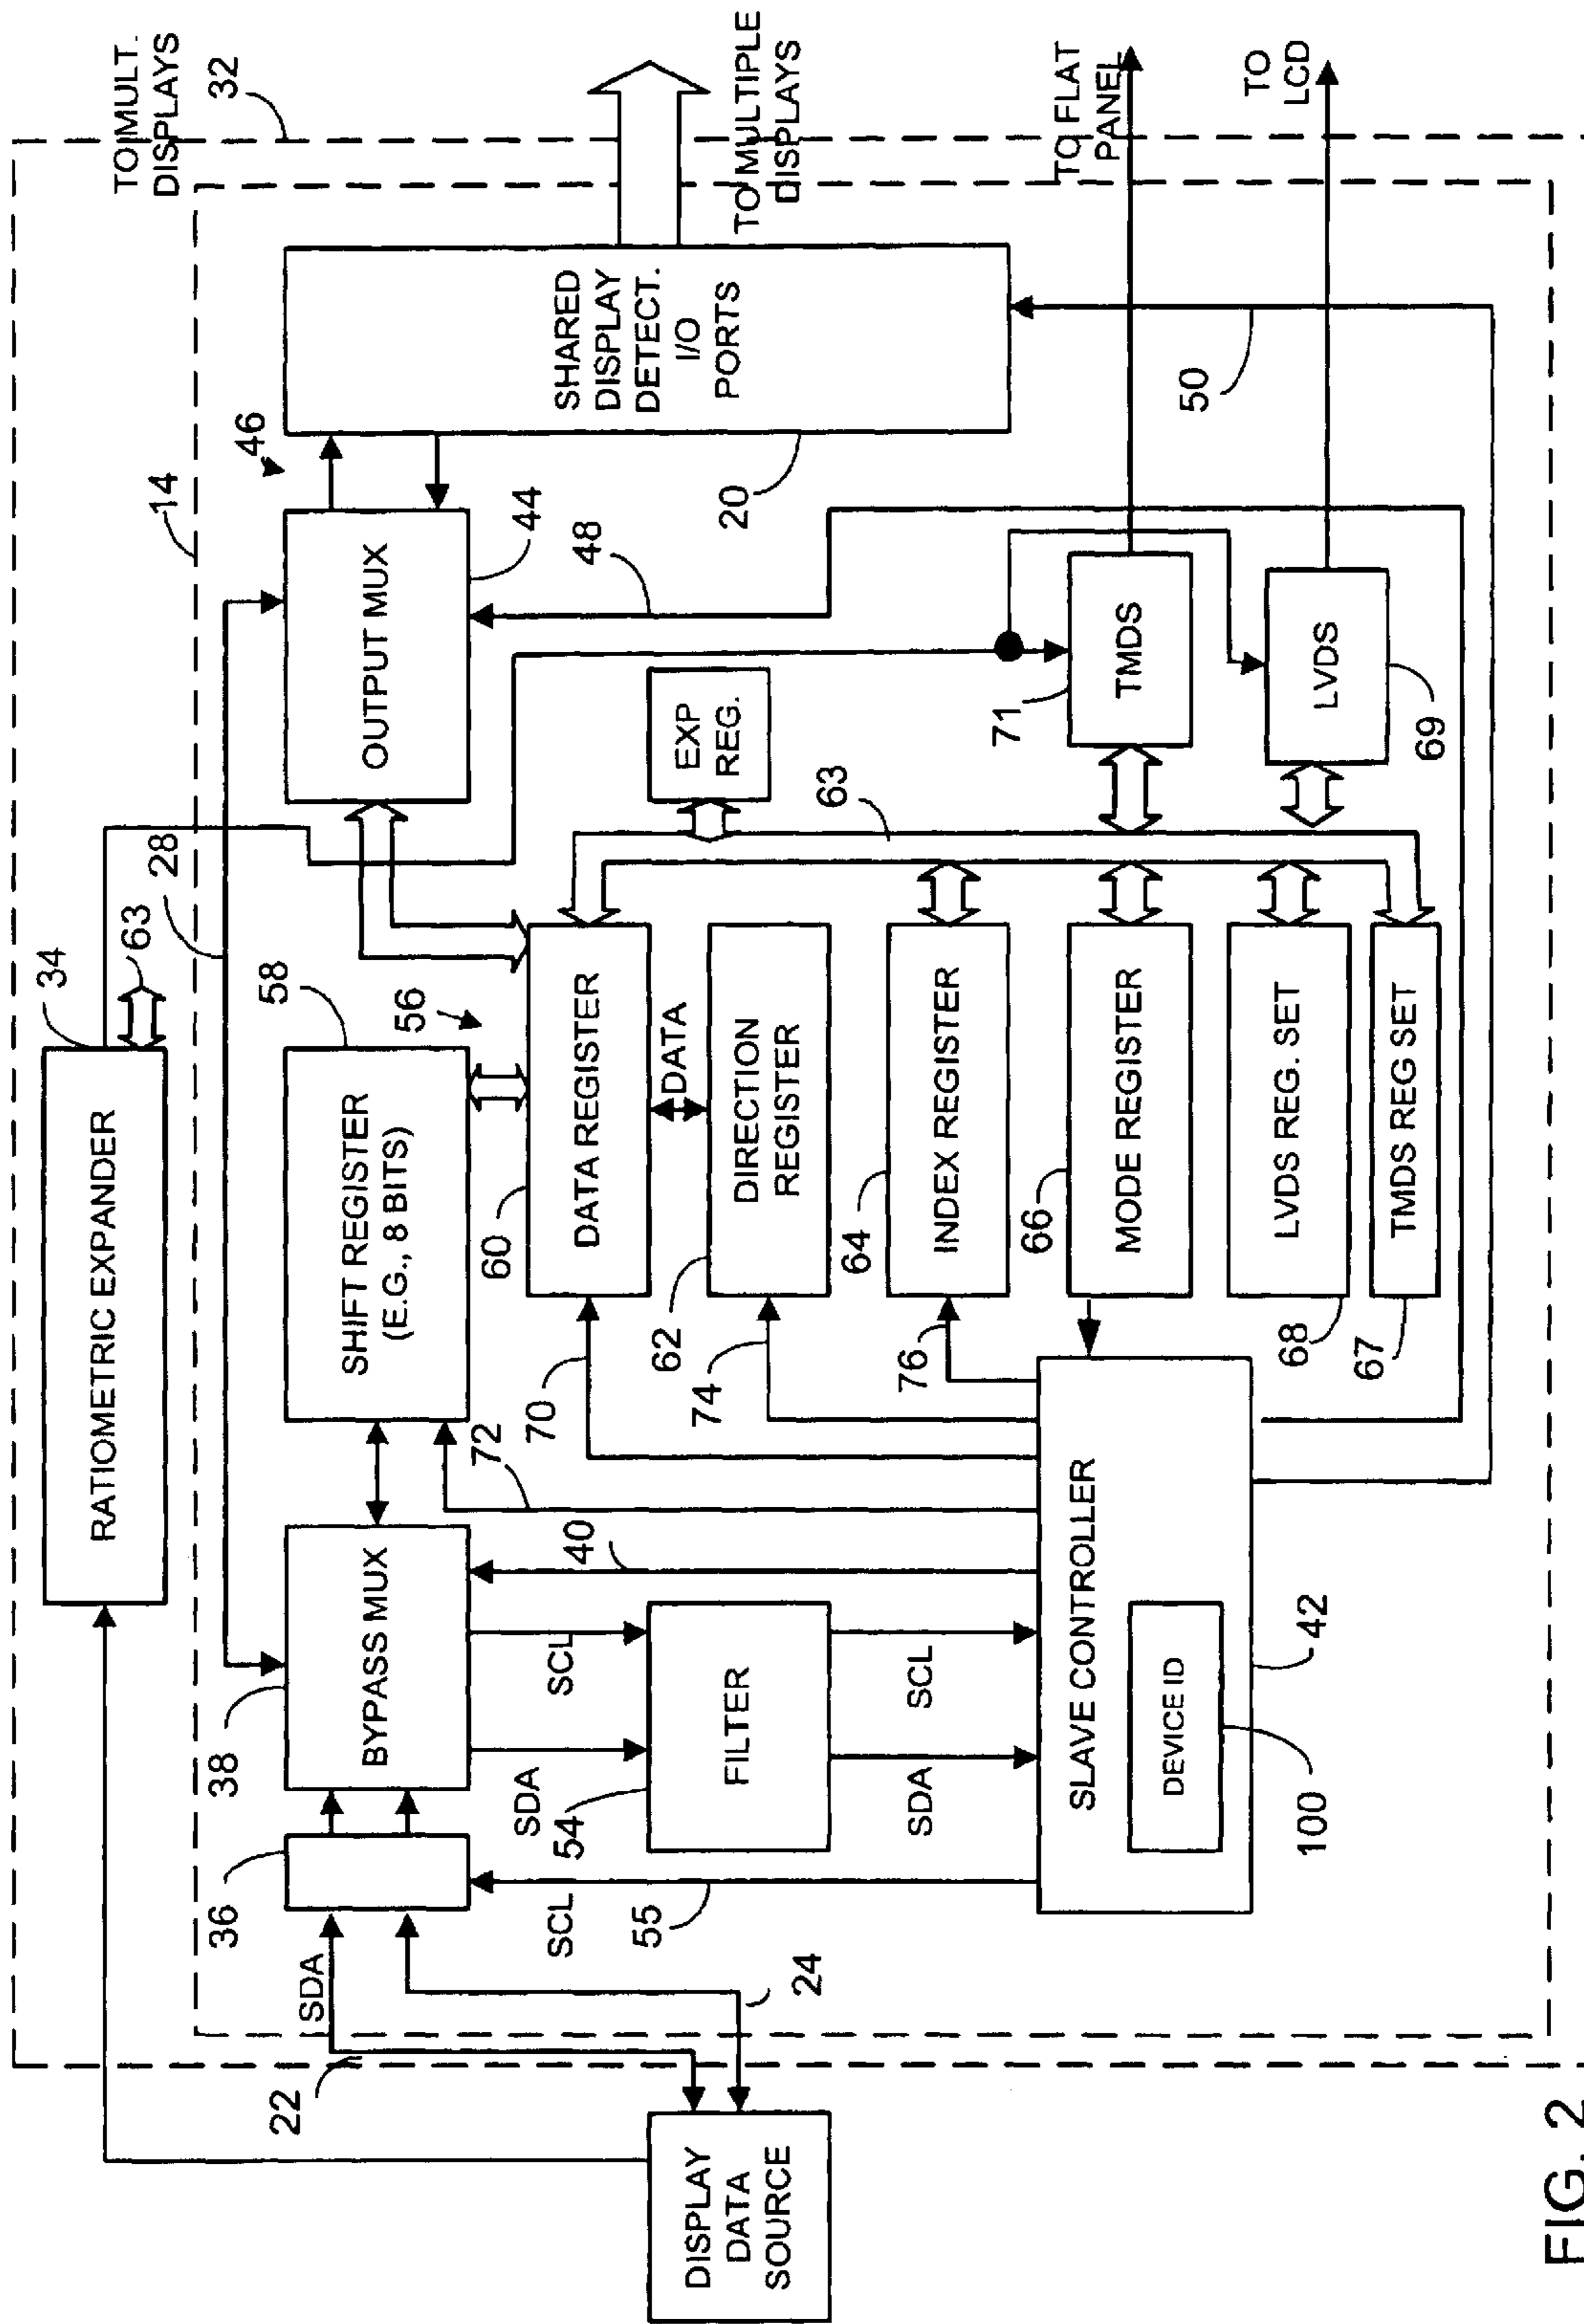 TO MULT.
DISPLAYS
32
34
RATIOMETRIC EXPANDER
63
28
14
46
22
SDA
36
38
BYPASS MUX
SHIFT REGISTER
(E.G., 8 BITS)
58
OUTPUT MUX
44
SHARED
DISPLAY
DETECT.
I/O
PORTS
20
TO MULTIPLE
DISPLAYS
DISPLAY
DATA
SOURCE
24
SCL
55
SDA
SCL
54
FILTER
SDA
SCL
40
72
70
60
DATA REGISTER
56
DATA
62
DIRECTION
REGISTER
74
76
64
INDEX REGISTER
66
MODE REGISTER
68
LVDS REG. SET
67
TMDS REG SET
EXP
REG.
63
48
50
71
TMDS
TO FLAT
PANEL
69
LVDS
TO
LCD
SLAVE CONTROLLER
DEVICE ID
42
100
FIG. 2